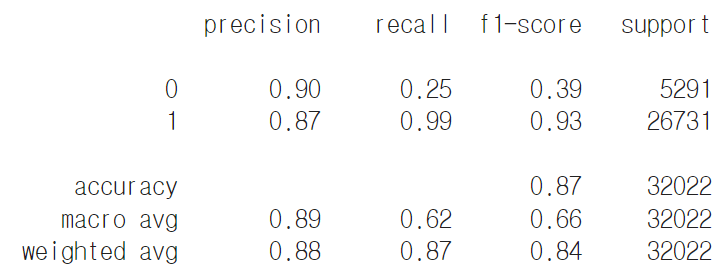 precision recall f1-score support
0 0.90 0.25 0.39 5291
1 0.87 0.99 0.93 26731
accuracy 0.87 32022
macro avg 0.89 0.62 0.66 32022
weighted avg 0.88 0.87 0.84 32022